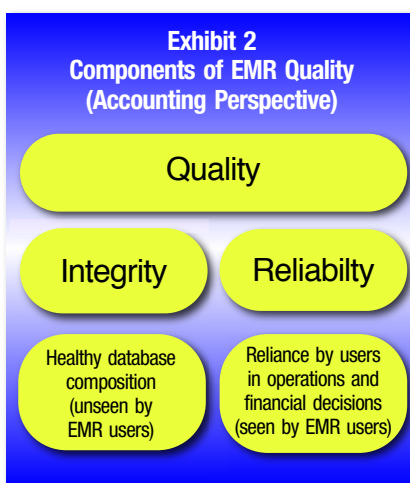 Exhibit 2
Components of EMR Quality
(Accounting Perspective)
Quality
Integrity
Reliabilty
Healthy database
composition
(unseen by
EMR users)
Reliance by users
in operations and
financial decisions
(seen by EMR users)